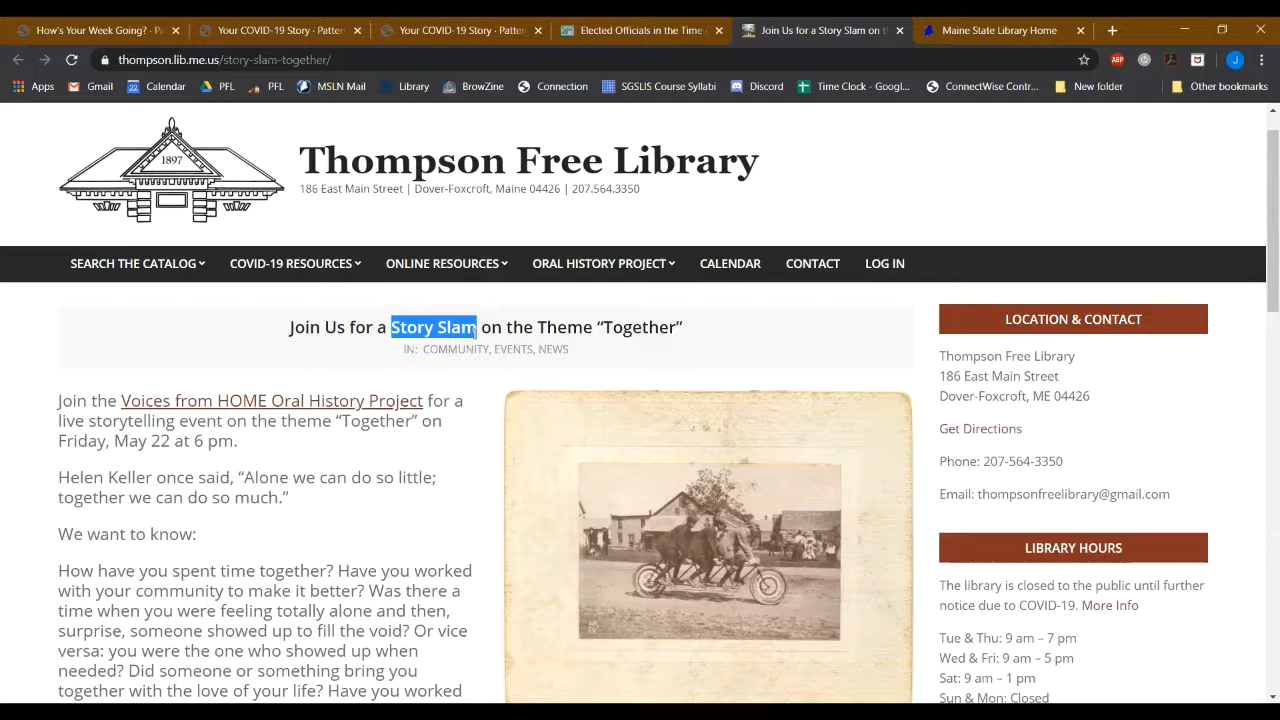 How's Your Week Going? - P
Your COVID-19 Story - Patten
Your COVID-19 Story - Patten
Elected Officials in the Time
Join Us for a Story Slam on t
Maine State Library Home
thompson.lib.me.us/story-slam-together/
Apps
Gmail
Calendar
PFL
PFL
MSLN Mail
Library
BrowZine
Connection
SGSLIS Course Syllabi
Discord
Time Clock - Googl...
ConnectWise Contr...
New folder
Other bookmarks
1897
Thompson Free Library
186 East Main Street | Dover-Foxcroft, Maine 04426 | 207.564.3350
SEARCH THE CATALOG
COVID-19 RESOURCES
ONLINE RESOURCES
ORAL HISTORY PROJECT
CALENDAR
CONTACT
LOG IN
Join Us for a Story Slam on the Theme “Together”
IN: COMMUNITY, EVENTS, NEWS
Join the Voices from HOME Oral History Project for a
live storytelling event on the theme “Together” on
Friday, May 22 at 6 pm.
Helen Keller once said, “Alone we can do so little;
together we can do so much.”
We want to know:
How have you spent time together? Have you worked
with your community to make it better? Was there a
time when you were feeling totally alone and then,
surprise, someone showed up to fill the void? Or vice
versa: you were the one who showed up when
needed? Did someone or something bring you
together with the love of your life? Have you worked
LOCATION & CONTACT
Thompson Free Library
186 East Main Street
Dover-Foxcroft, ME 04426
Get Directions
Phone: 207-564-3350
Email: thompsonfreelibrary@gmail.com
LIBRARY HOURS
The library is closed to the public until further
notice due to COVID-19. More Info
Tue & Thu: 9 am – 7 pm
Wed & Fri: 9 am – 5 pm
Sat: 9 am – 1 pm
Sun & Mon: Closed